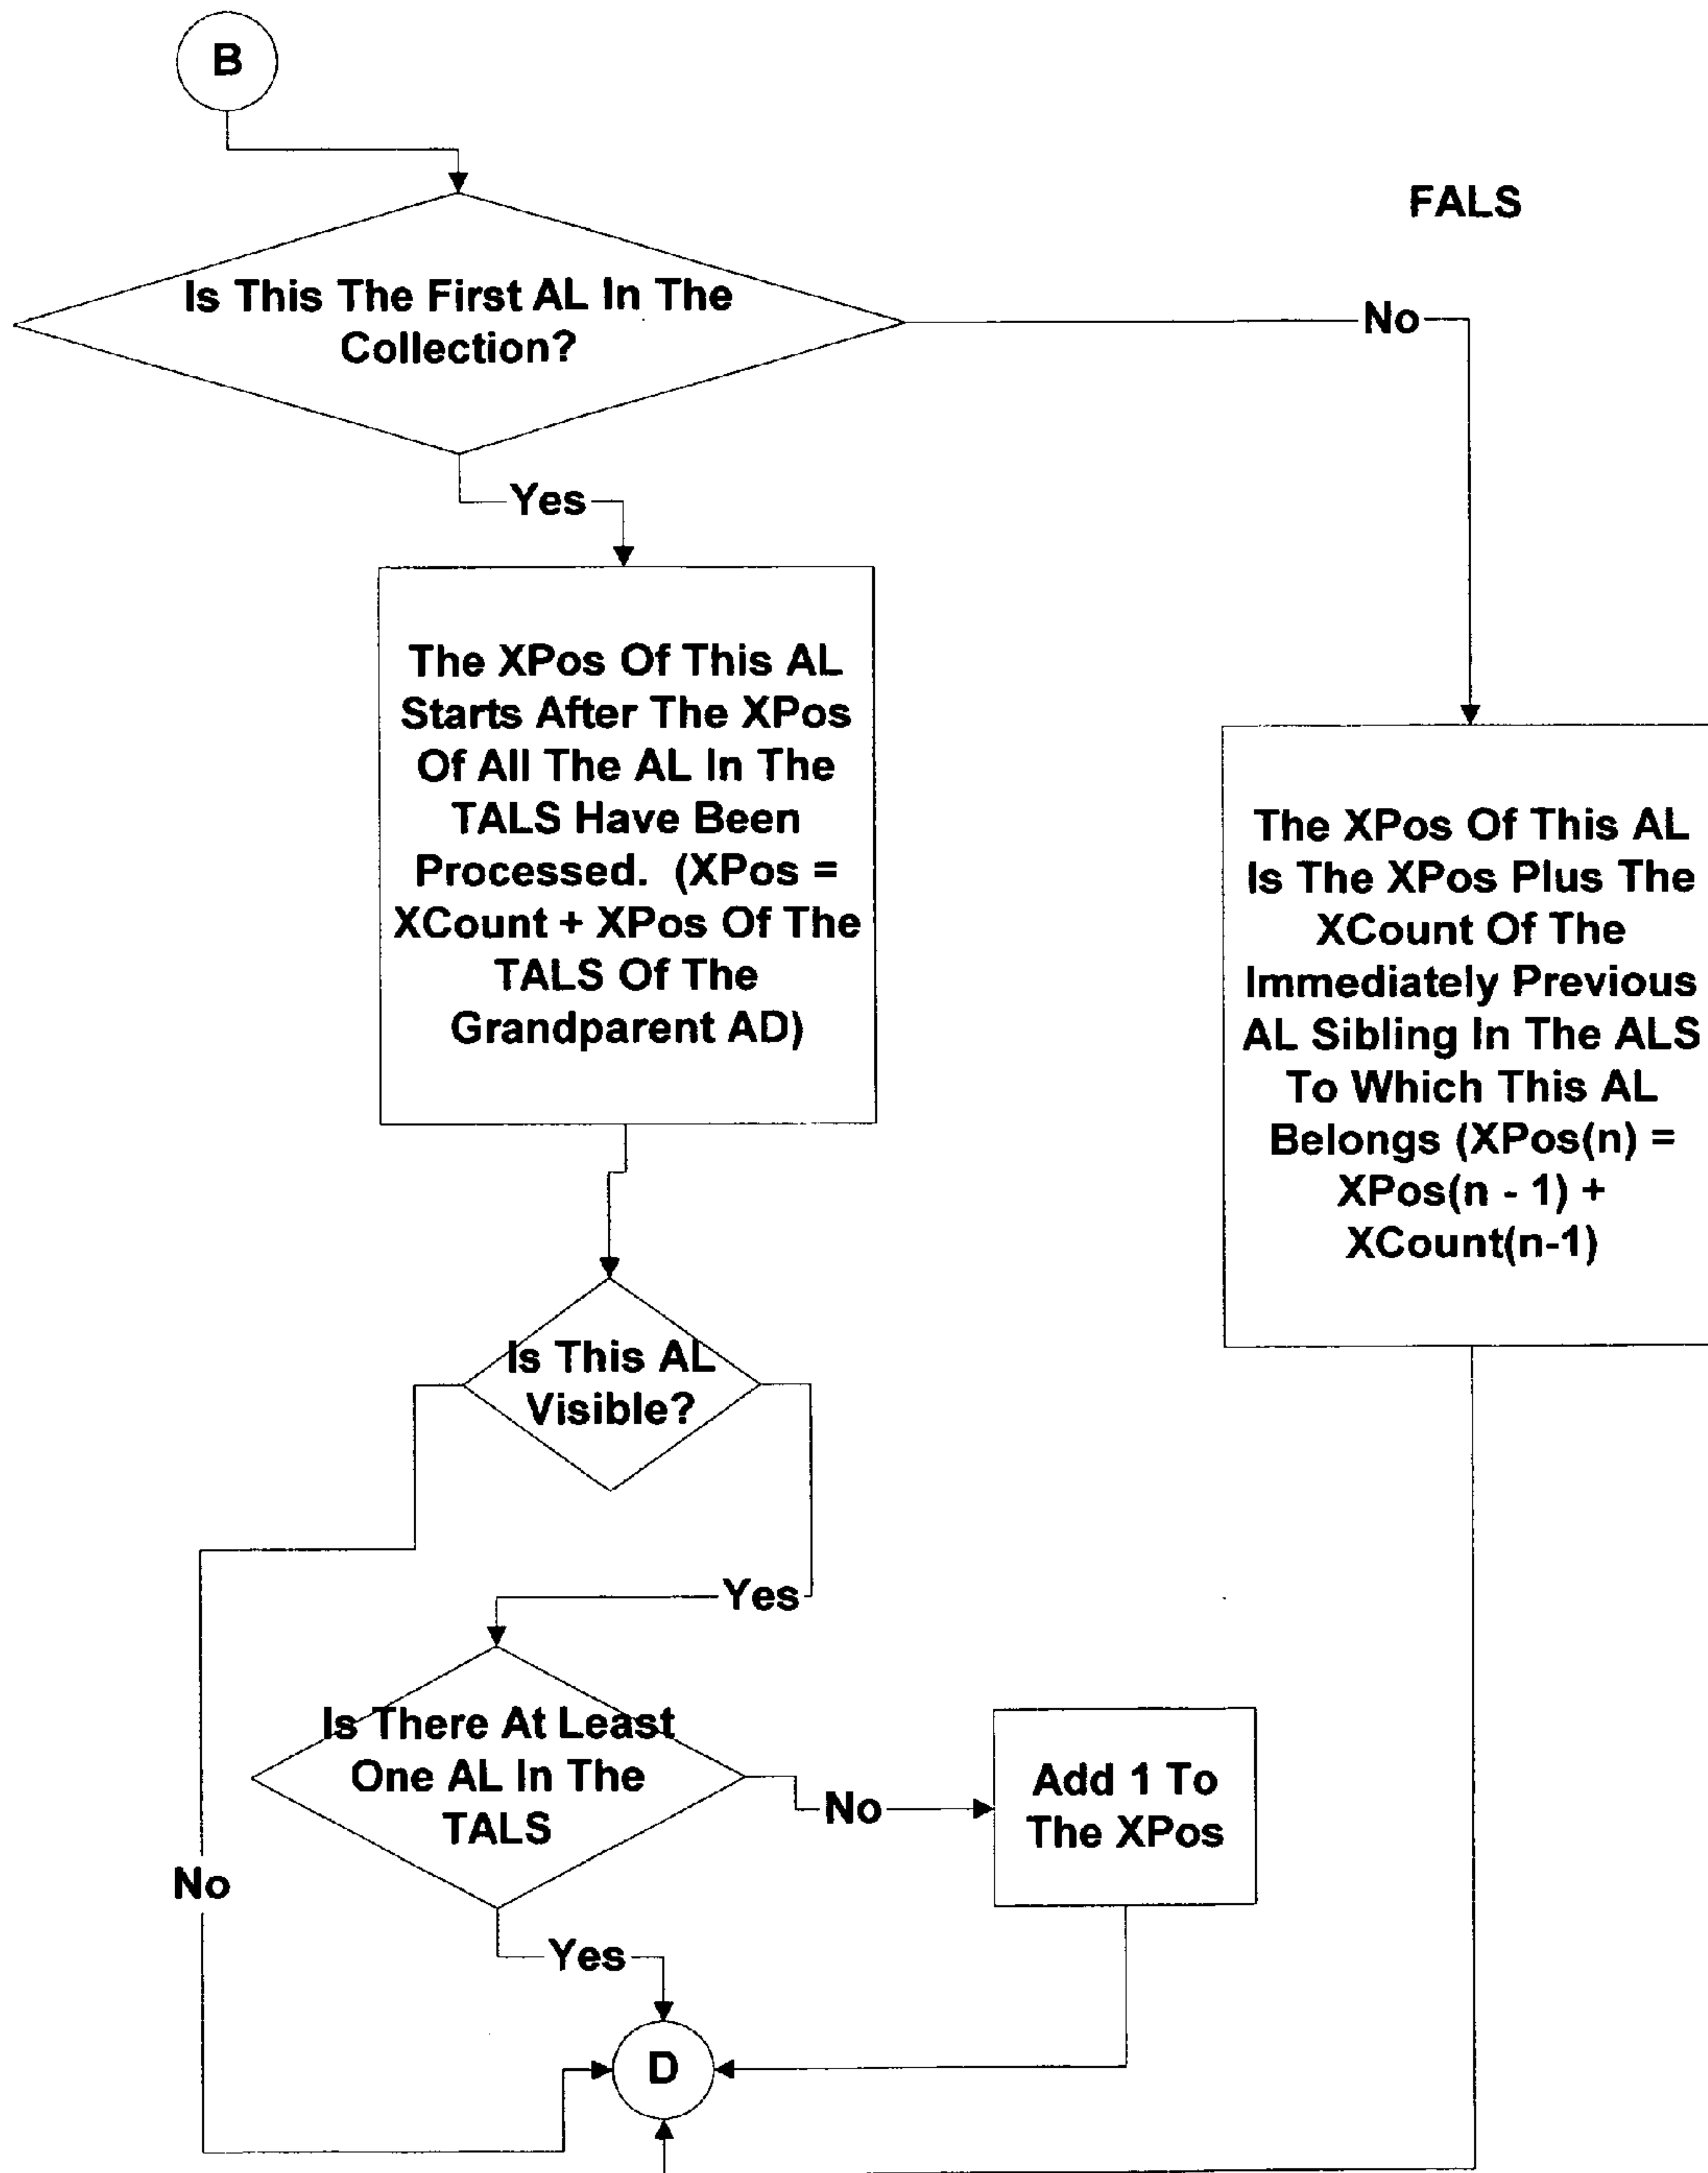 B
FALS
Is This The First AL In The
Collection?
No
Yes
The XPos Of This AL
Starts After The XPos
Of All The AL In The
TALS Have Been
Processed. (XPos =
XCount + XPos Of The
TALS Of The
Grandparent AD)
The XPos Of This AL
Is The XPos Plus The
XCount Of The
Immediately Previous
AL Sibling In The ALS
To Which This AL
Belongs (XPos(n) =
XPos(n - 1) +
XCount(n-1)
Is This AL
Visible?
Yes
Is There At Least
One AL In The
TALS
No
Add 1 To
The XPos
No
Yes
D